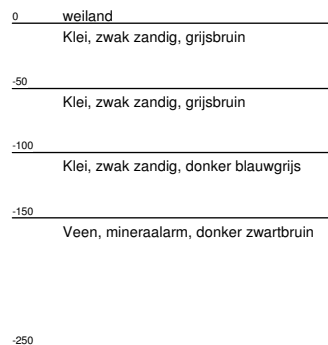 0 weiland
Klei, zwak zandig, grijsbruin
-50
Klei, zwak zandig, grijsbruin
-100
Klei, zwak zandig, donker blauwgrijs
-150
Veen, mineraalarm, donker zwartbruin
-250